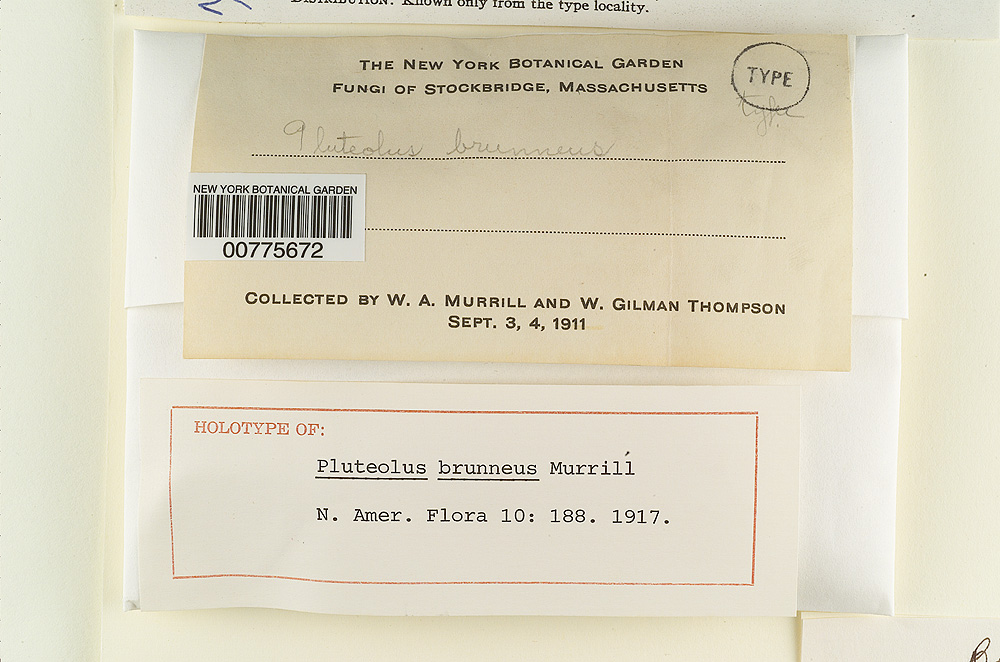 DISTRIBUTION: Known only from the type locality.
THE NEW YORK BOTANICAL GARDEN
FUNGI OF STOCKBRIDGE, MASSACHUSETTS
TYPE
type
Pluteolus brunneus
NEW YORK BOTANICAL GARDEN
00775672
COLLECTED BY W. A. MURRILL AND W. GILMAN THOMPSON
SEPT. 3, 4, 1911
HOLOTYPE OF:
Pluteolus brunneus Murrill
N. Amer. Flora 10: 188. 1917.